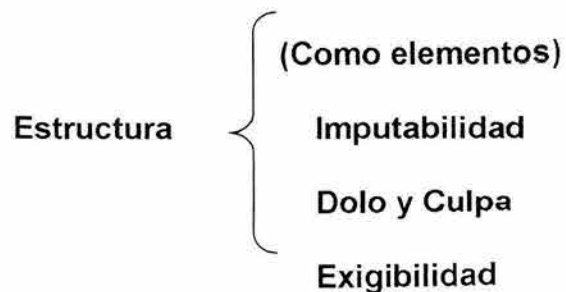 (Como elementos)
Estructura
Imputabilidad
Dolo y Culpa
Exigibilidad